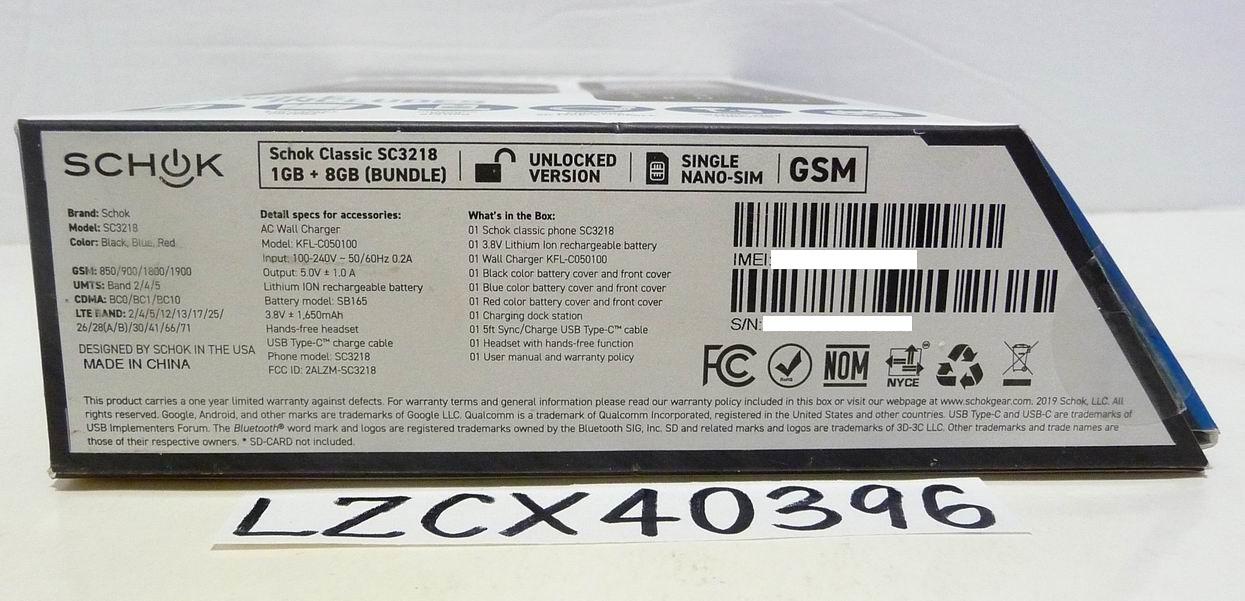 SCHOK
Schok Classic SC3218
1GB + 8GB (BUNDLE)
UNLOCKED
VERSION
SINGLE
NANO-SIM
GSM
Brand: Schok
Model: SC3218
Color: Black, Blue, Red
GSM: 850/900/1800/1900
UMTS: Band 2/4/5
CDMA: BC0/BC1/BC10
LTE BAND: 2/4/5/12/13/17/25/
26/28(A/B)/30/41/66/71
DESIGNED BY SCHOK IN THE USA
MADE IN CHINA
Detail specs for accessories:
AC Wall Charger
Model: KFL-C050100
Input: 100-240V ~ 50/60Hz 0.2A
Output: 5.0V ± 1.0 A
Lithium ION rechargeable battery
Battery model: SB165
3.8V ± 1,650mAh
Hands-free headset
USB Type-C™ charge cable
Phone model: SC3218
FCC ID: 2ALZM-SC3218
What's in the Box:
01 Schok classic phone SC3218
01 3.8V Lithium Ion rechargeable battery
01 Wall Charger KFL-C050100
01 Black color battery cover and front cover
01 Blue color battery cover and front cover
01 Red color battery cover and front cover
01 Charging dock station
01 5ft Sync/Charge USB Type-C™ cable
01 Headset with hands-free function
01 User manual and warranty policy
IMEI:
S/N:
FC
RoHS
NOM
NYCE
This product carries a one year limited warranty against defects. For warranty terms and general information please read our warranty policy included in this box or visit our webpage at www.schokgear.com. 2019 Schok, LLC. All
rights reserved. Google, Android, and other marks are trademarks of Google LLC. Qualcomm is a trademark of Qualcomm Incorporated, registered in the United States and other countries. USB Type-C and USB-C are trademarks of
USB Implementers Forum. The Bluetooth® word mark and logos are registered trademarks owned by the Bluetooth SIG, Inc. SD and related marks and logos are trademarks of 3D-3C LLC. Other trademarks and trade names are
those of their respective owners. * SD-CARD not included.
LZCX40396